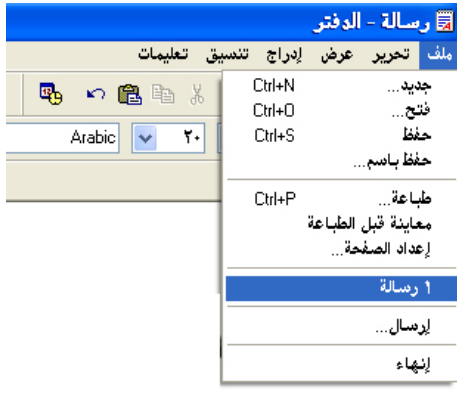 رسالة - الدفتر
ملف تحرير عرض إدراج تنسيق تعليمات
جديد... Ctrl+N
فتح... Ctrl+O
حفظ Ctrl+S
حفظ باسم...
Arabic ٢٠
طباعة... Ctrl+P
معاينة قبل الطباعة
إعداد الصفحة...
١ رسالة
إرسال...
إنهاء